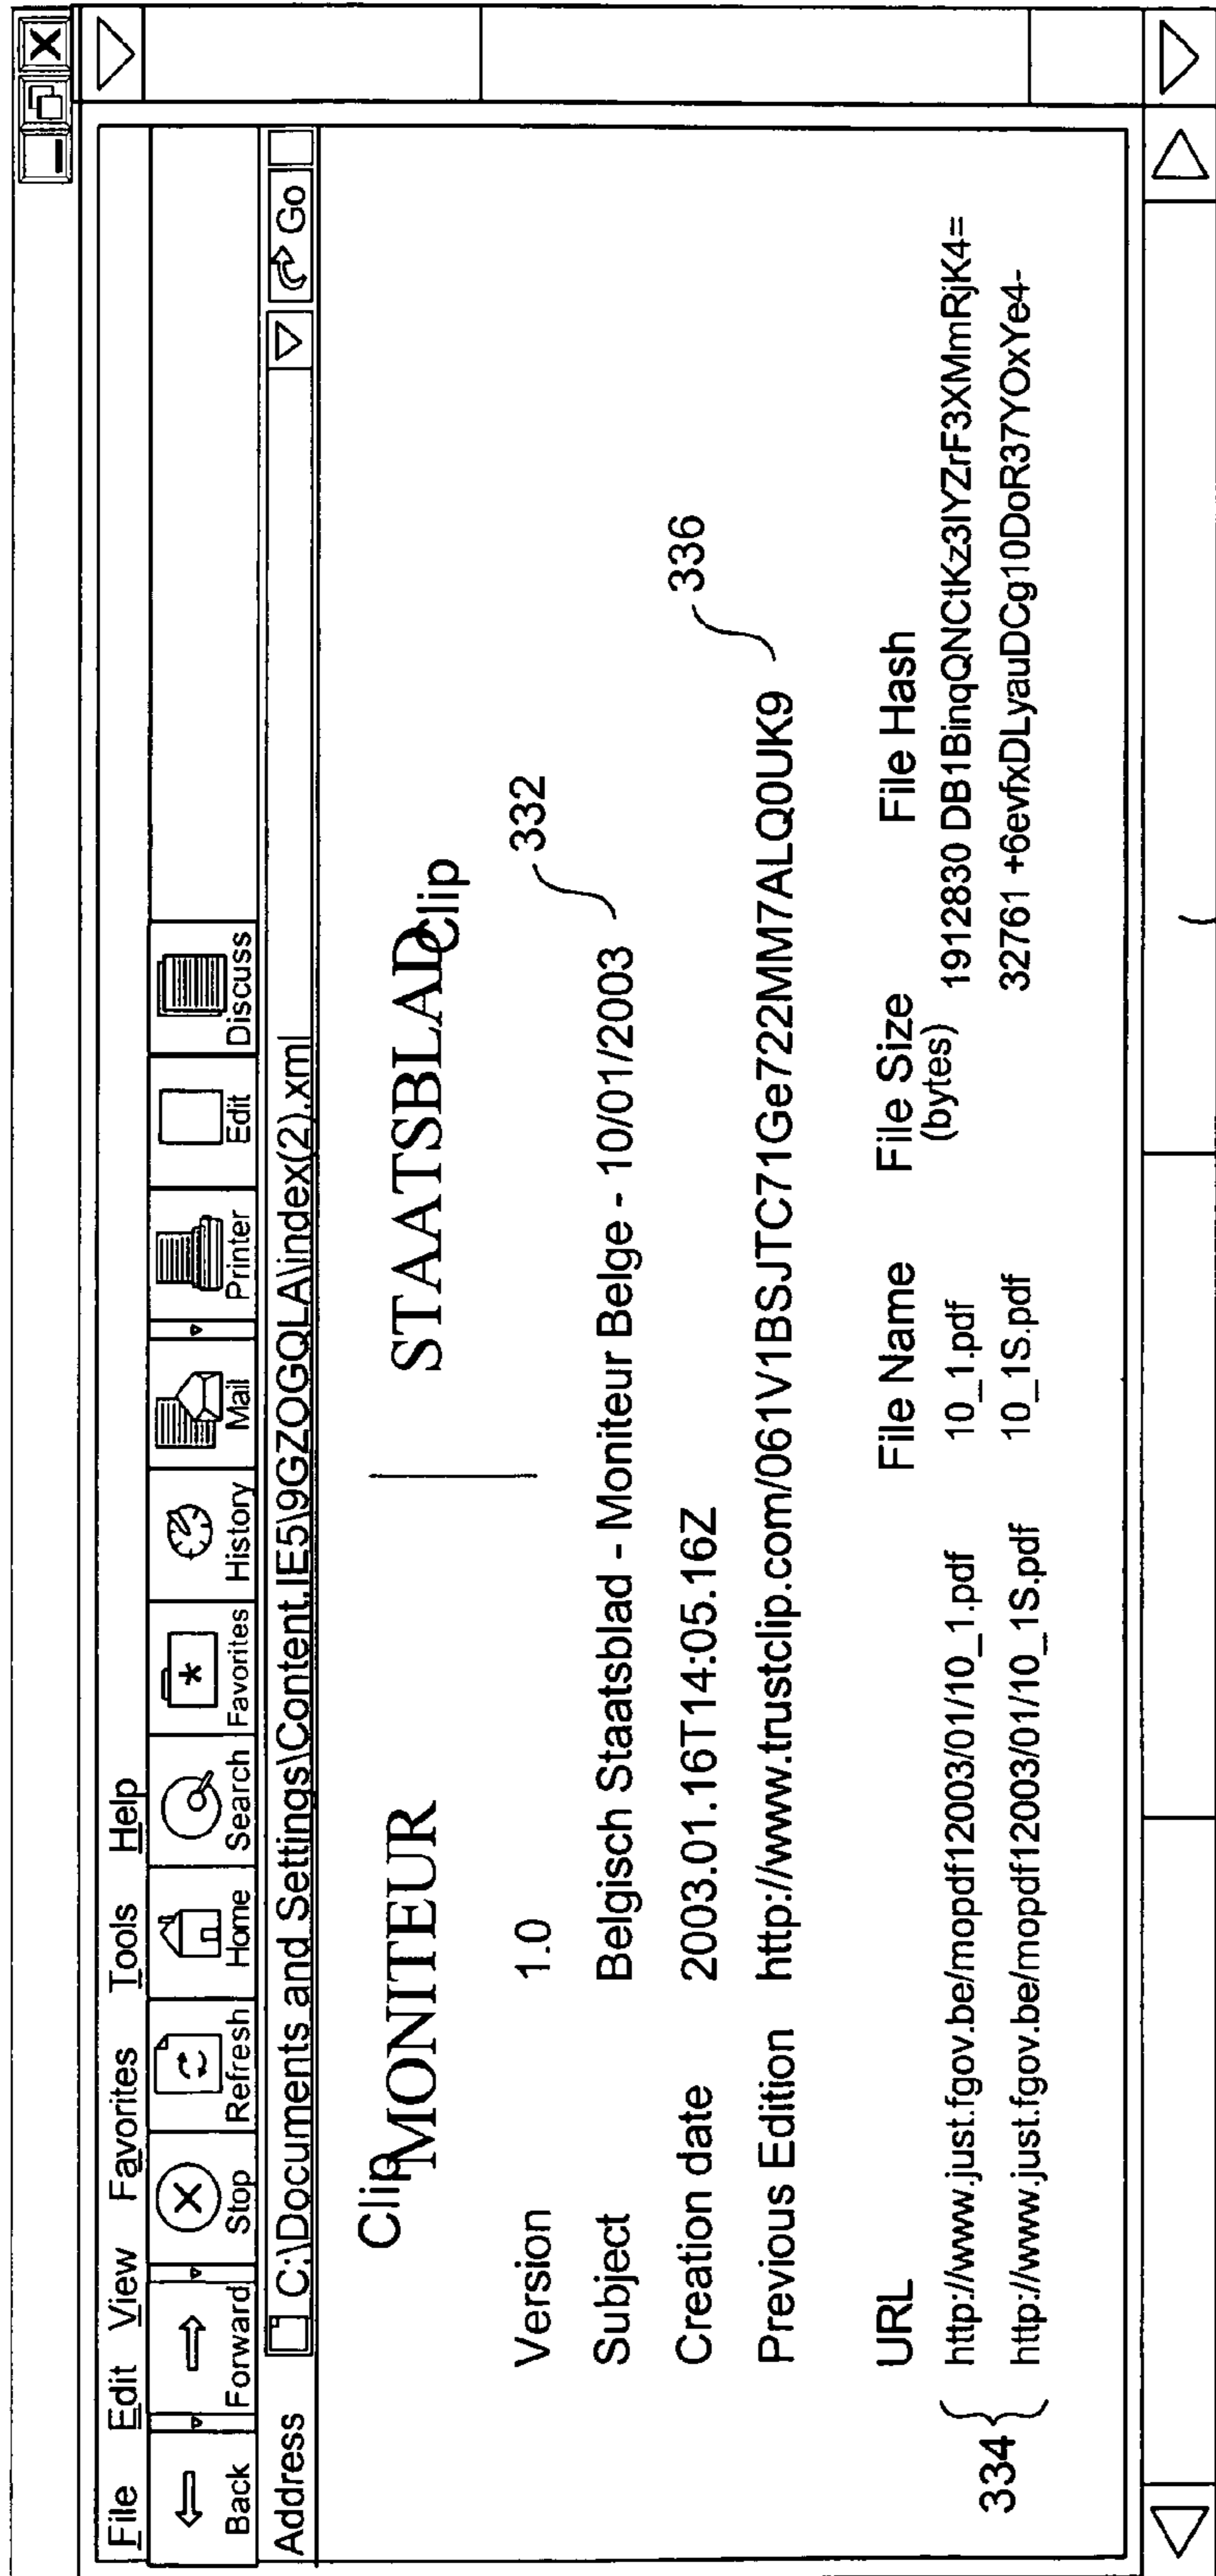 File Edit View Favorites Tools Help
Back Forward Stop Refresh Home Search Favorites History Mail Printer Edit Discuss
Address C:\Documents and Settings\Content.IE5\9GZOGQLA\index(2).xml Go
Clip MONITEUR STAATSBLAD Clip
Version 1.0
332
Subject Belgisch Staatsblad - Moniteur Belge - 10/01/2003
Creation date 2003.01.16T14:05.16Z
336
Previous Edition http://www.trustclip.com/061V1BSJTC71Ge722MM7ALQ0UK9
URL File Name File Size (bytes) File Hash
http://www.just.fgov.be/mopdf12003/01/10_1.pdf 10_1.pdf 1912830 DB1BinqQNCtKz3lYZrF3XMmRjK4=
334
http://www.just.fgov.be/mopdf12003/01/10_1S.pdf 10_1S.pdf 32761 +6evfxDLyauDCg10DoR37YOxYe4-